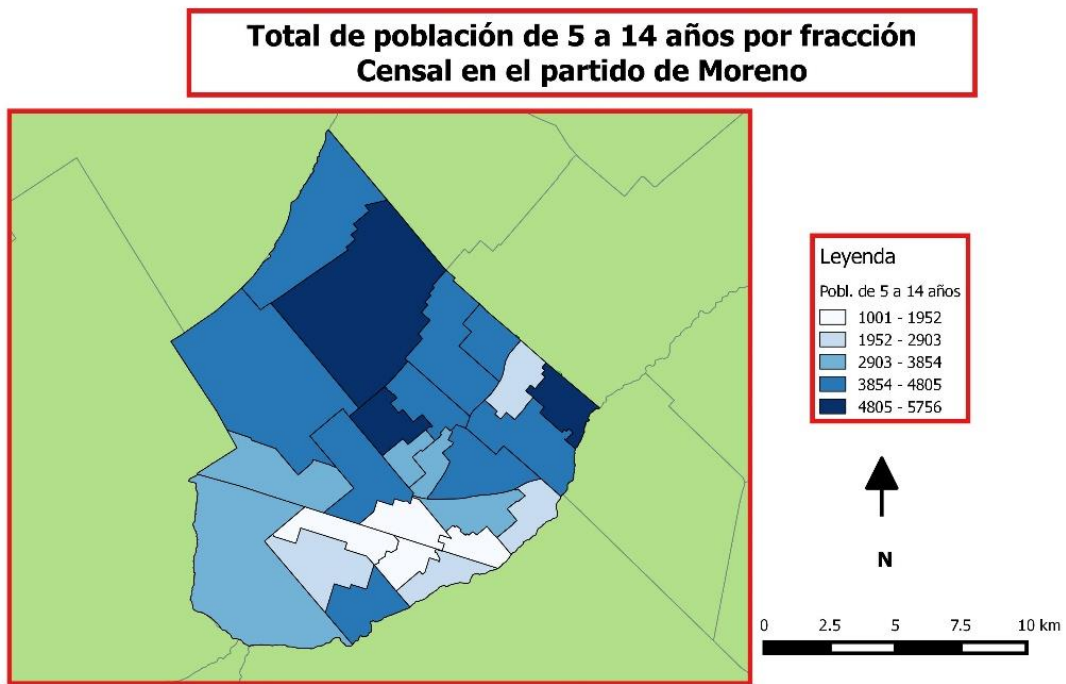 Total de población de 5 a 14 años por fracción
Censal en el partido de Moreno
Leyenda
Pobl. de 5 a 14 años
1001 - 1952
1952 - 2903
2903 - 3854
3854 - 4805
4805 - 5756
N
0 2.5 5 7.5 10 km